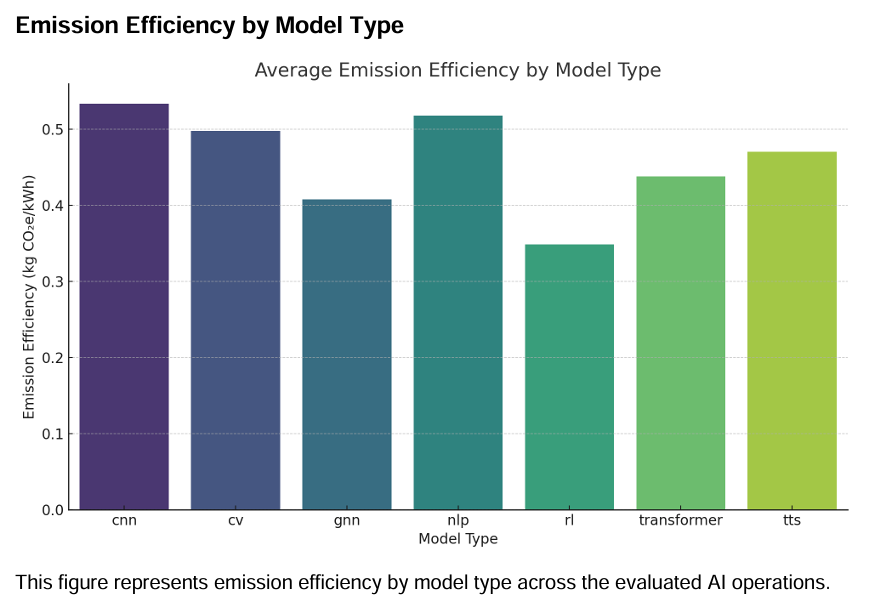 Emission Efficiency by Model Type
Average Emission Efficiency by Model Type
Emission Efficiency (kg CO₂e/kWh)
0.5
0.4
0.3
0.2
0.1
0.0
cnn cv gnn nlp rl transformer tts
Model Type
This figure represents emission efficiency by model type across the evaluated AI operations.